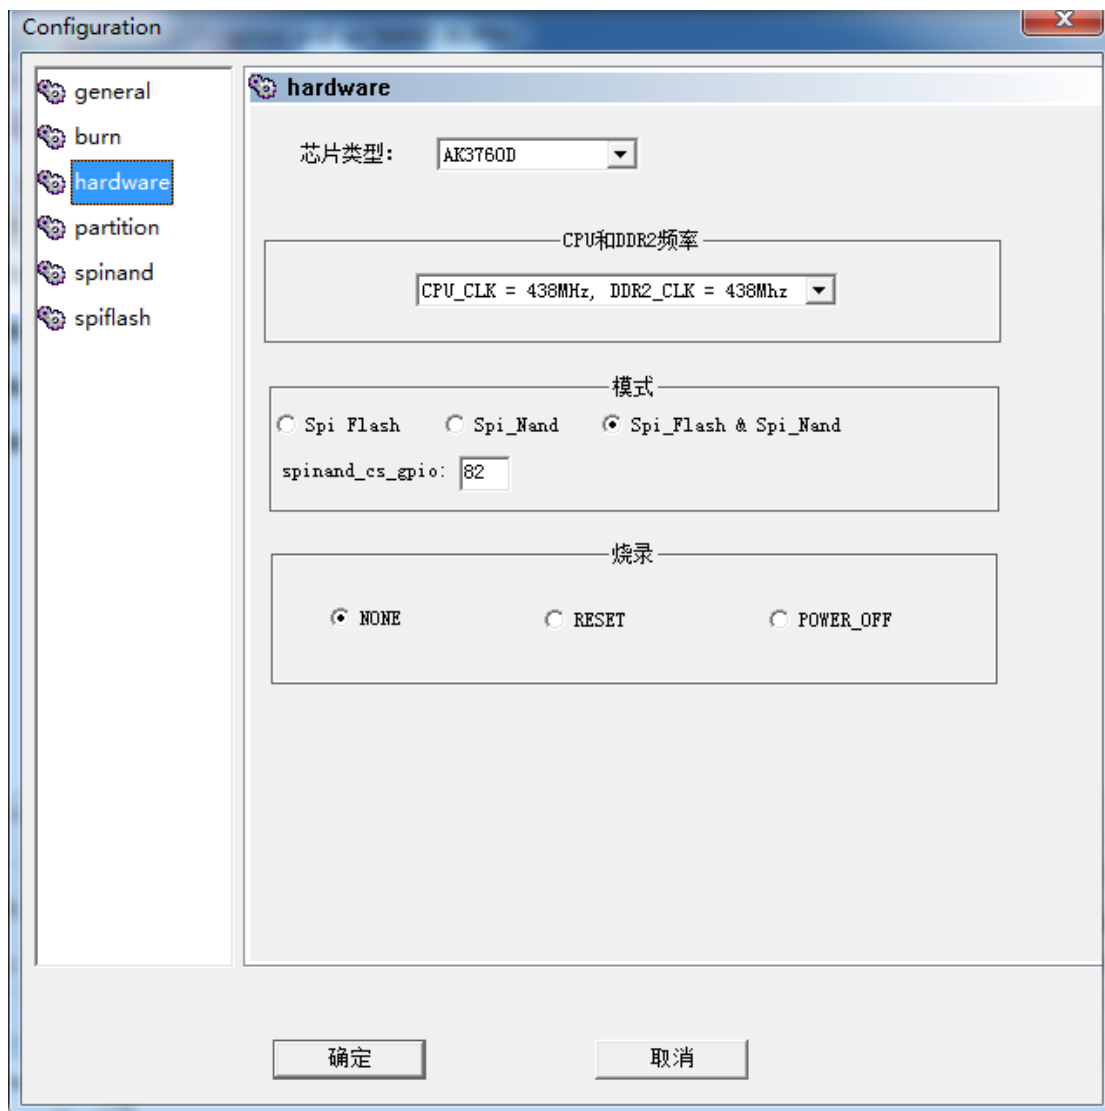 Configuration
general
burn
hardware
partition
spinand
spiflash
hardware
芯片类型: AK3760D
CPU和DDR2频率
CPU_CLK = 438MHz, DDR2_CLK = 438Mhz
模式
Spi Flash Spi_Nand Spi_Flash & Spi_Nand
spinand_cs_gpio: 82
烧录
NONE RESET POWER_OFF
确定 取消